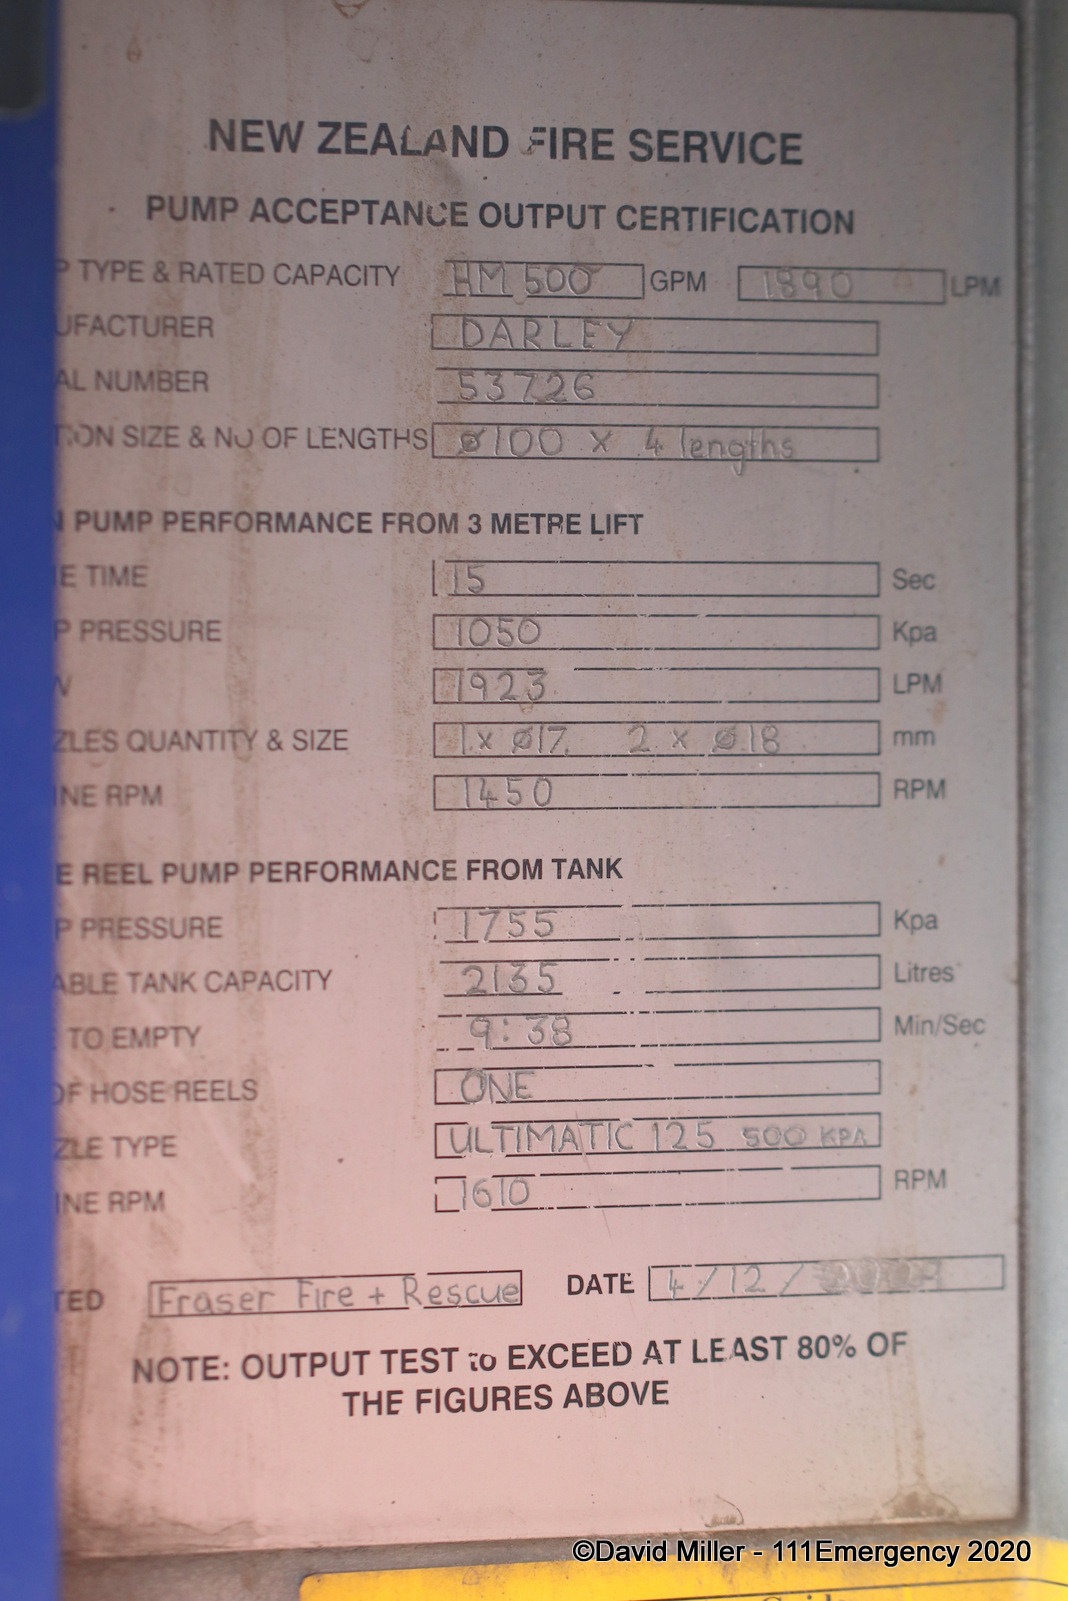 NEW ZEALAND FIRE SERVICE
PUMP ACCEPTANCE OUTPUT CERTIFICATION
P TYPE & RATED CAPACITY HM 500 GPM 1890 LPM
UFACTURER DARLEY
AL NUMBER 53726
TION SIZE & NO OF LENGTHS Ø100 x 4 lengths
N PUMP PERFORMANCE FROM 3 METRE LIFT
E TIME 15 Sec
P PRESSURE 1050 Kpa
W 1923 LPM
ZLES QUANTITY & SIZE 1 x Ø17 2 x Ø18 mm
INE RPM 1450 RPM
E REEL PUMP PERFORMANCE FROM TANK
P PRESSURE 1755 Kpa
ABLE TANK CAPACITY 2135 Litres
TO EMPTY 9:38 Min/Sec
OF HOSE REELS ONE
ZLE TYPE ULTIMATIC 125 500 KPA
INE RPM 1610 RPM
TED Fraser Fire + Rescue DATE 4/12/
NOTE: OUTPUT TEST to EXCEED AT LEAST 80% OF
THE FIGURES ABOVE
©David Miller - 111Emergency 2020